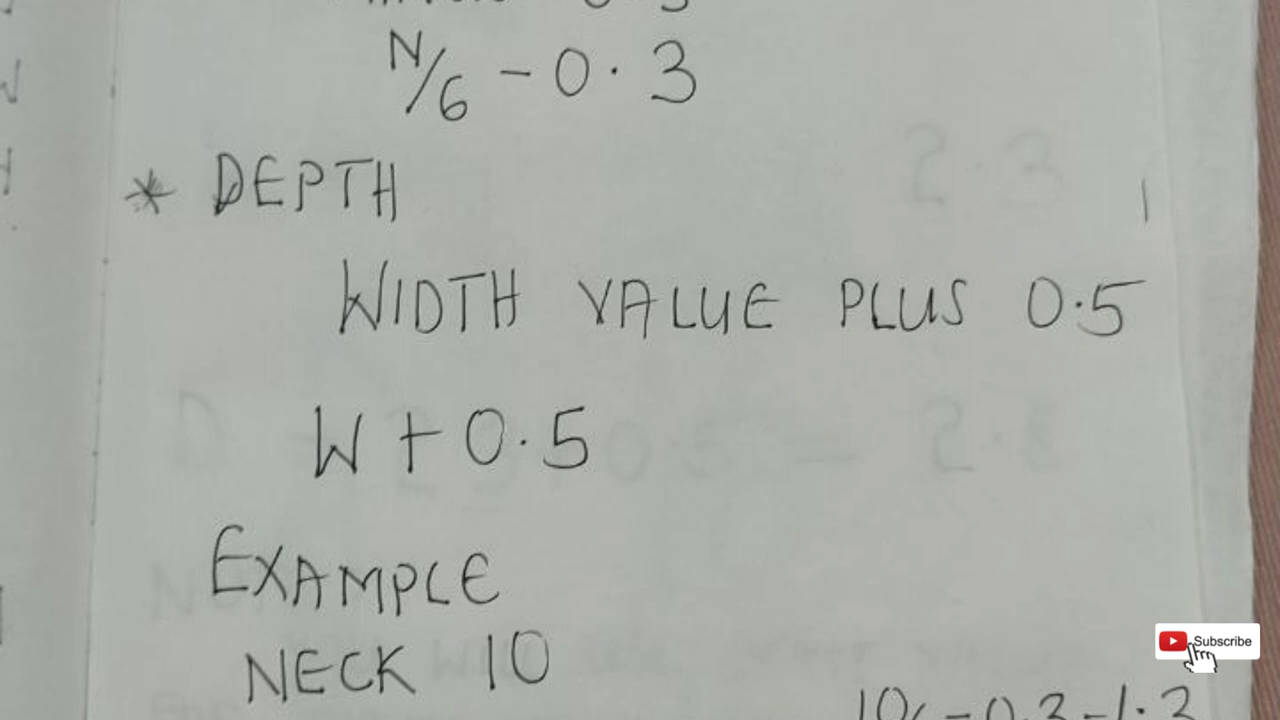 N/6 - 0.3
* DEPTH
WIDTH VALUE PLUS 0.5
W + 0.5
EXAMPLE
NECK 10
Subscribe